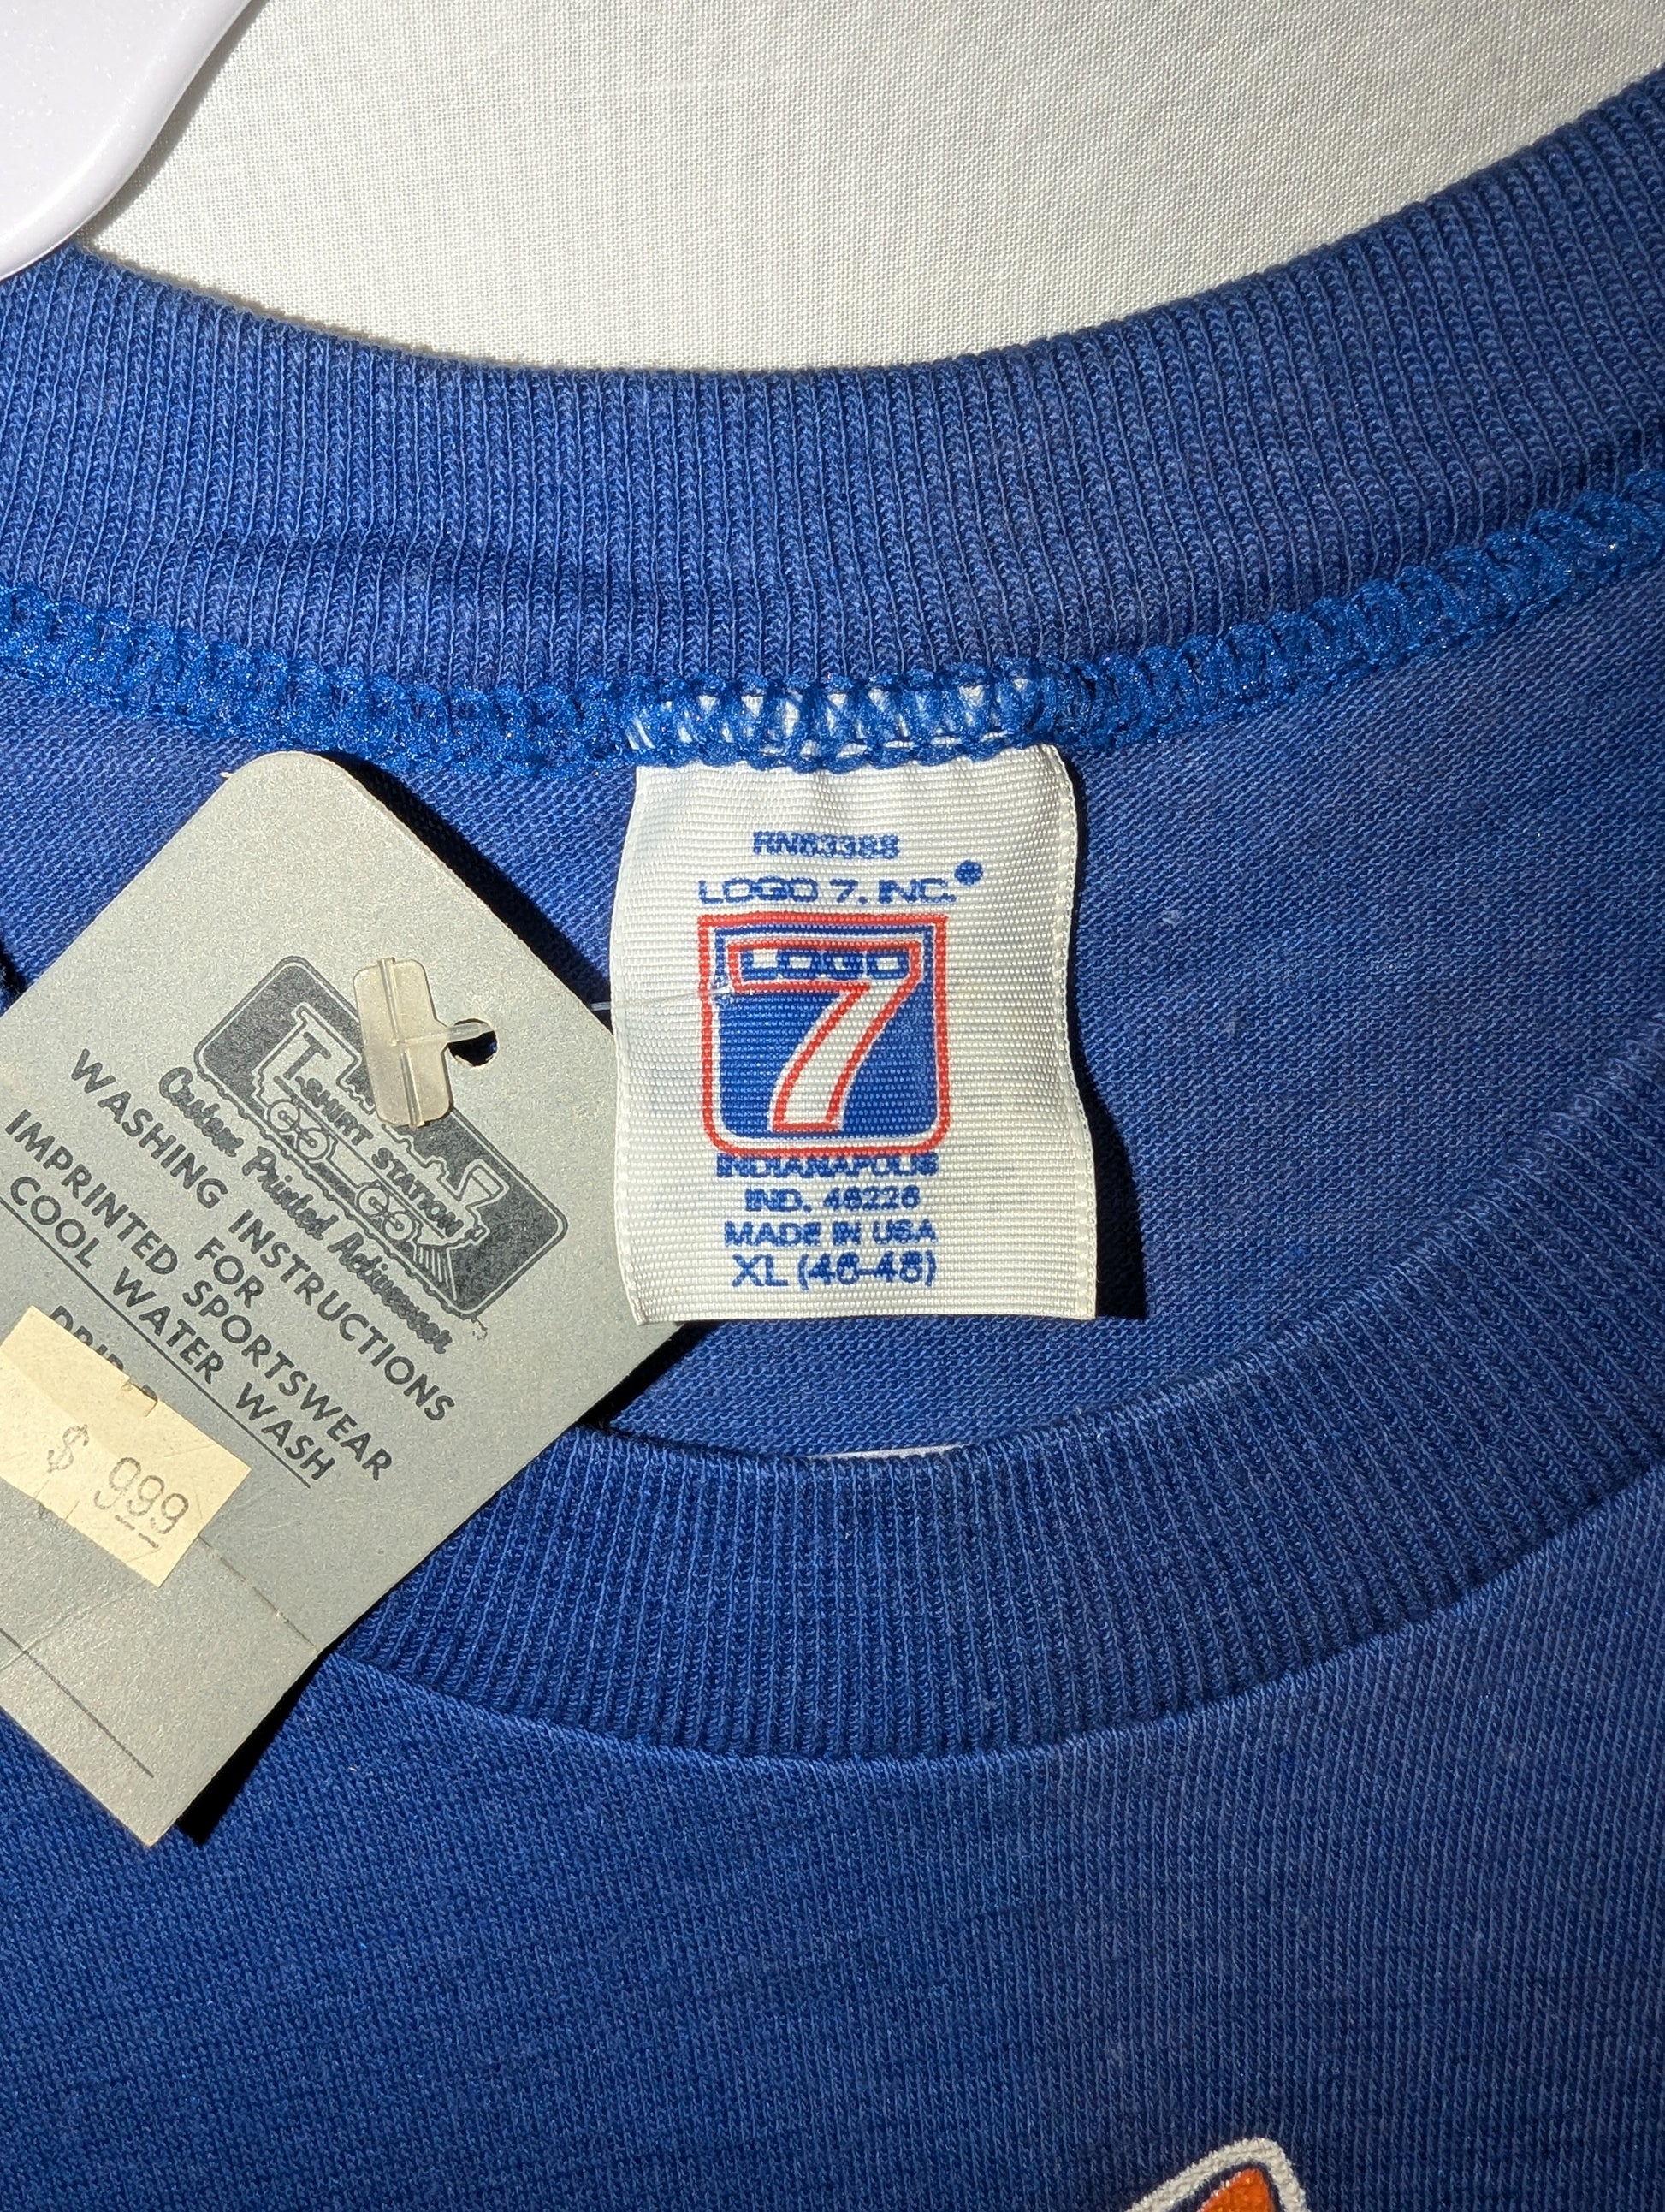 RN63388
LOGO 7, INC.®
LOGO
7
INDIANAPOLIS
IND. 46226
MADE IN USA
XL (46-48)
T-SHIRT STATION
Custom Printed Activewear
WASHING INSTRUCTIONS
FOR
IMPRINTED SPORTSWEAR
COOL WATER WASH
$ 999